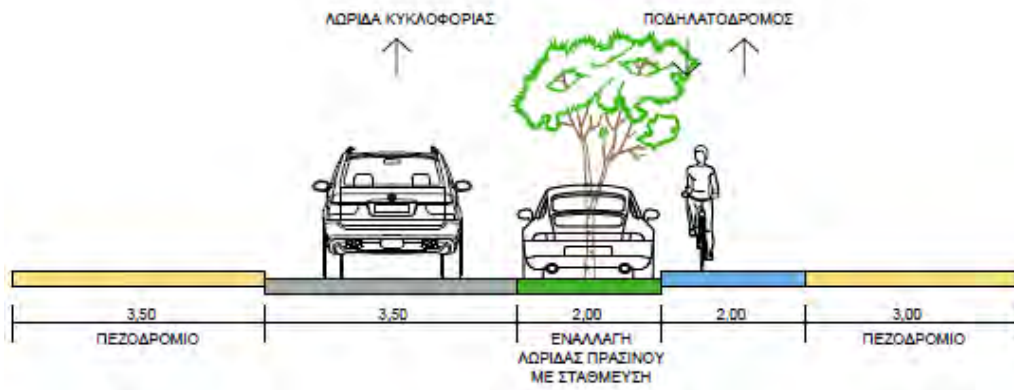 ΛΩΡΙΔΑ ΚΥΚΛΟΦΟΡΙΑΣ
ΠΟΔΗΛΑΤΟΔΡΟΜΟΣ
3,50
3,50
2,00
2,00
3,00
ΠΕΖΟΔΡΟΜΙΟ
ΕΝΑΛΛΑΓΗ
ΛΩΡΙΔΑΣ ΠΡΑΣΙΝΟΥ
ΜΕ ΣΤΑΘΜΕΥΣΗ
ΠΕΖΟΔΡΟΜΙΟ